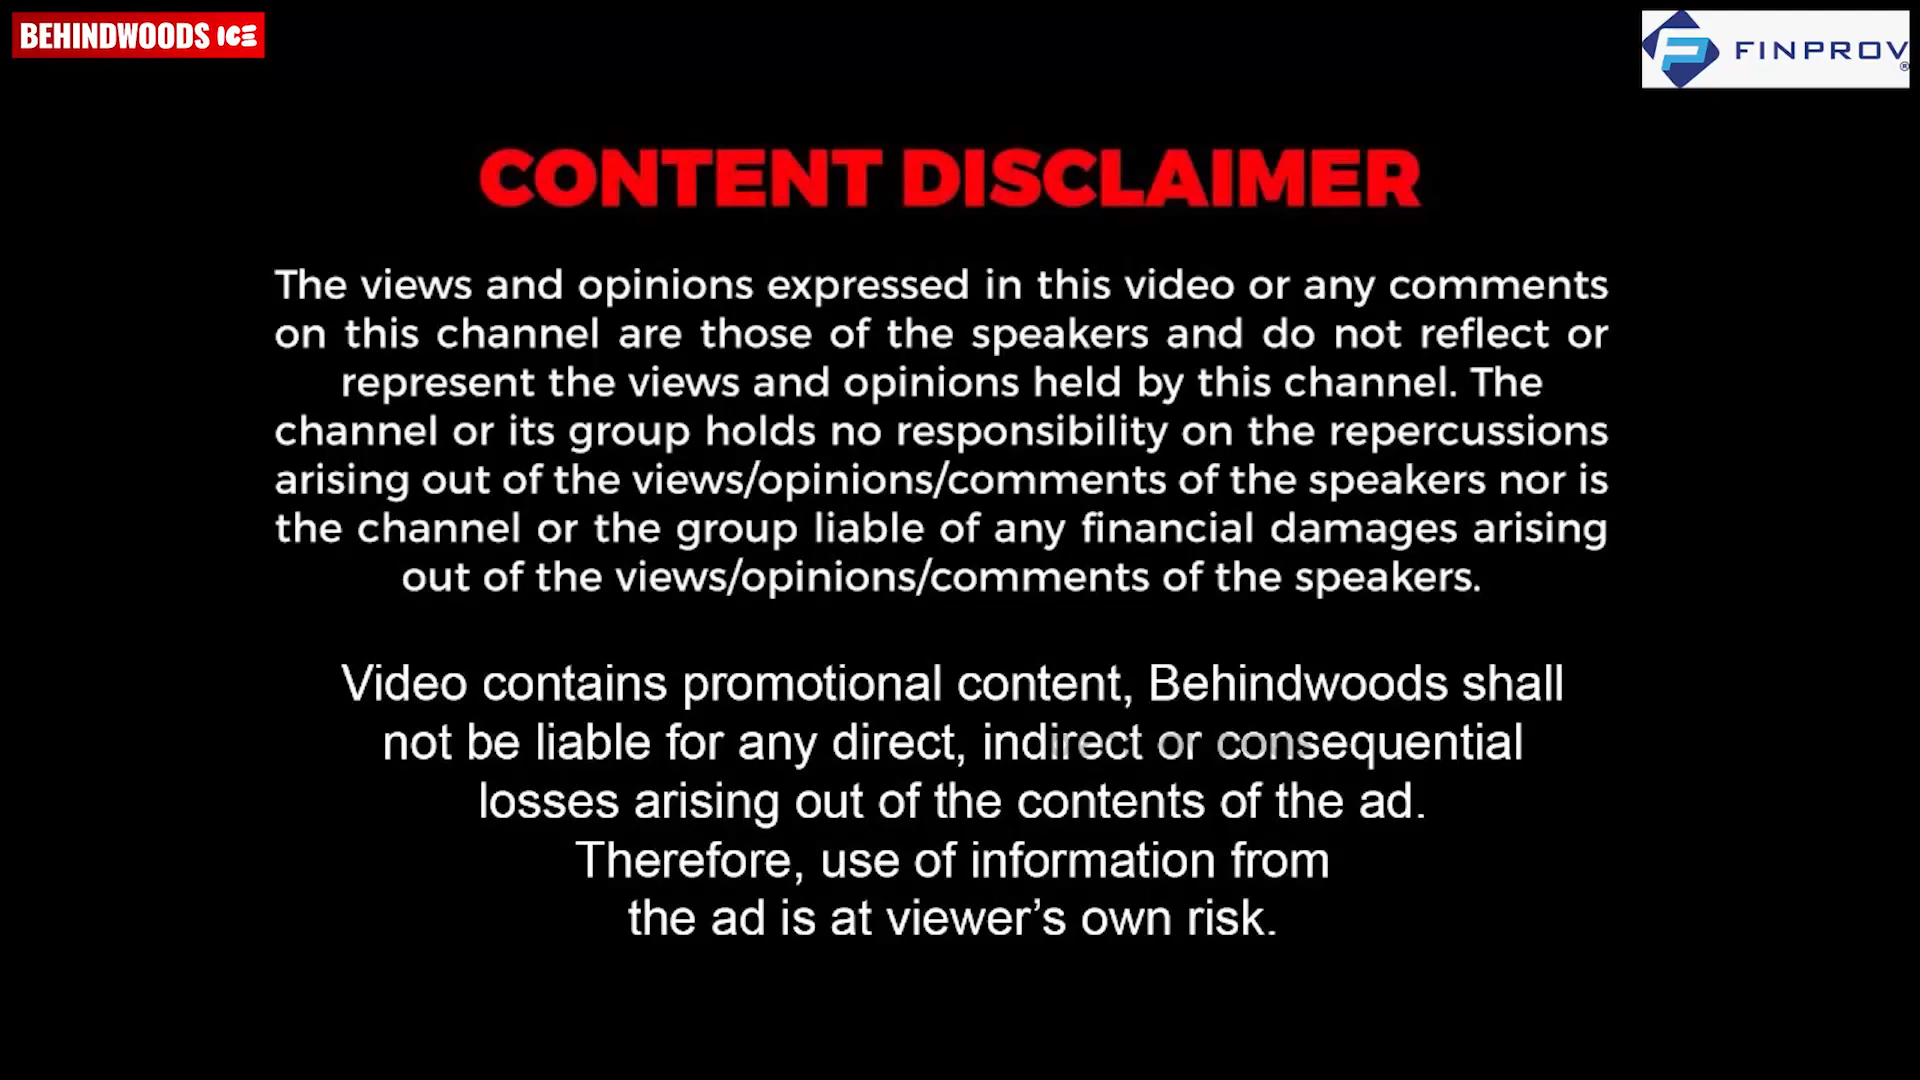 BEHINDWOODS ICE
FINPROV
CONTENT DISCLAIMER
The views and opinions expressed in this video or any comments
on this channel are those of the speakers and do not reflect or
represent the views and opinions held by this channel. The
channel or its group holds no responsibility on the repercussions
arising out of the views/opinions/comments of the speakers nor is
the channel or the group liable of any financial damages arising
out of the views/opinions/comments of the speakers.
Video contains promotional content, Behindwoods shall
not be liable for any direct, indirect or consequential
losses arising out of the contents of the ad.
Therefore, use of information from
the ad is at viewer’s own risk.